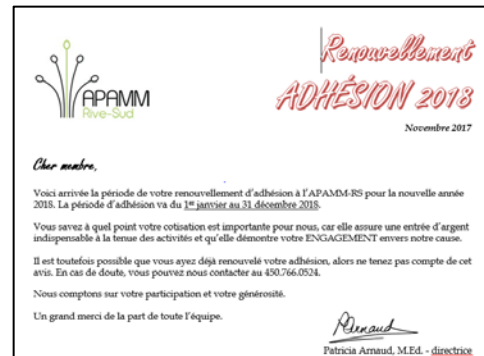 Renouvellement
ADHÉSION 2018
APAMM
Rive-Sud
Novembre 2017
Cher membre,
Voici arrivée la période de votre renouvellement d'adhésion à l'APAMM-RS pour la nouvelle année
2018. La période d'adhésion va du 1er janvier au 31 décembre 2018.
Vous savez à quel point votre cotisation est importante pour nous, car elle assure une entrée d'argent
indispensable à la tenue des activités et qu'elle démontre votre ENGAGEMENT envers notre cause.
Il est toutefois possible que vous ayez déjà renouvelé votre adhésion, alors ne tenez pas compte de cet
avis. En cas de doute, vous pouvez nous contacter au 450.766.0524.
Nous comptons sur votre participation et votre générosité.
Un grand merci de la part de toute l'équipe.
PArnaud
Patricia Arnaud, M.Ed. - directrice